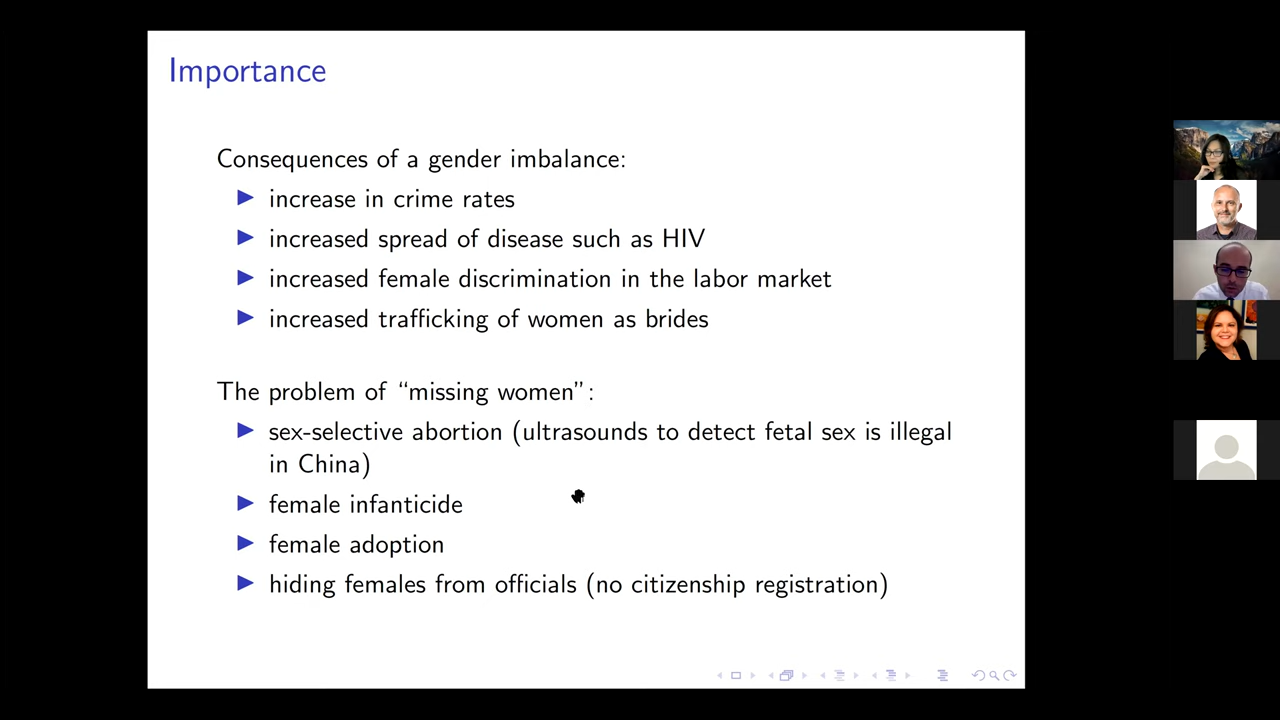 Importance
Consequences of a gender imbalance:
increase in crime rates
increased spread of disease such as HIV
increased female discrimination in the labor market
increased trafficking of women as brides
The problem of “missing women”:
sex-selective abortion (ultrasounds to detect fetal sex is illegal
in China)
female infanticide
female adoption
hiding females from officials (no citizenship registration)